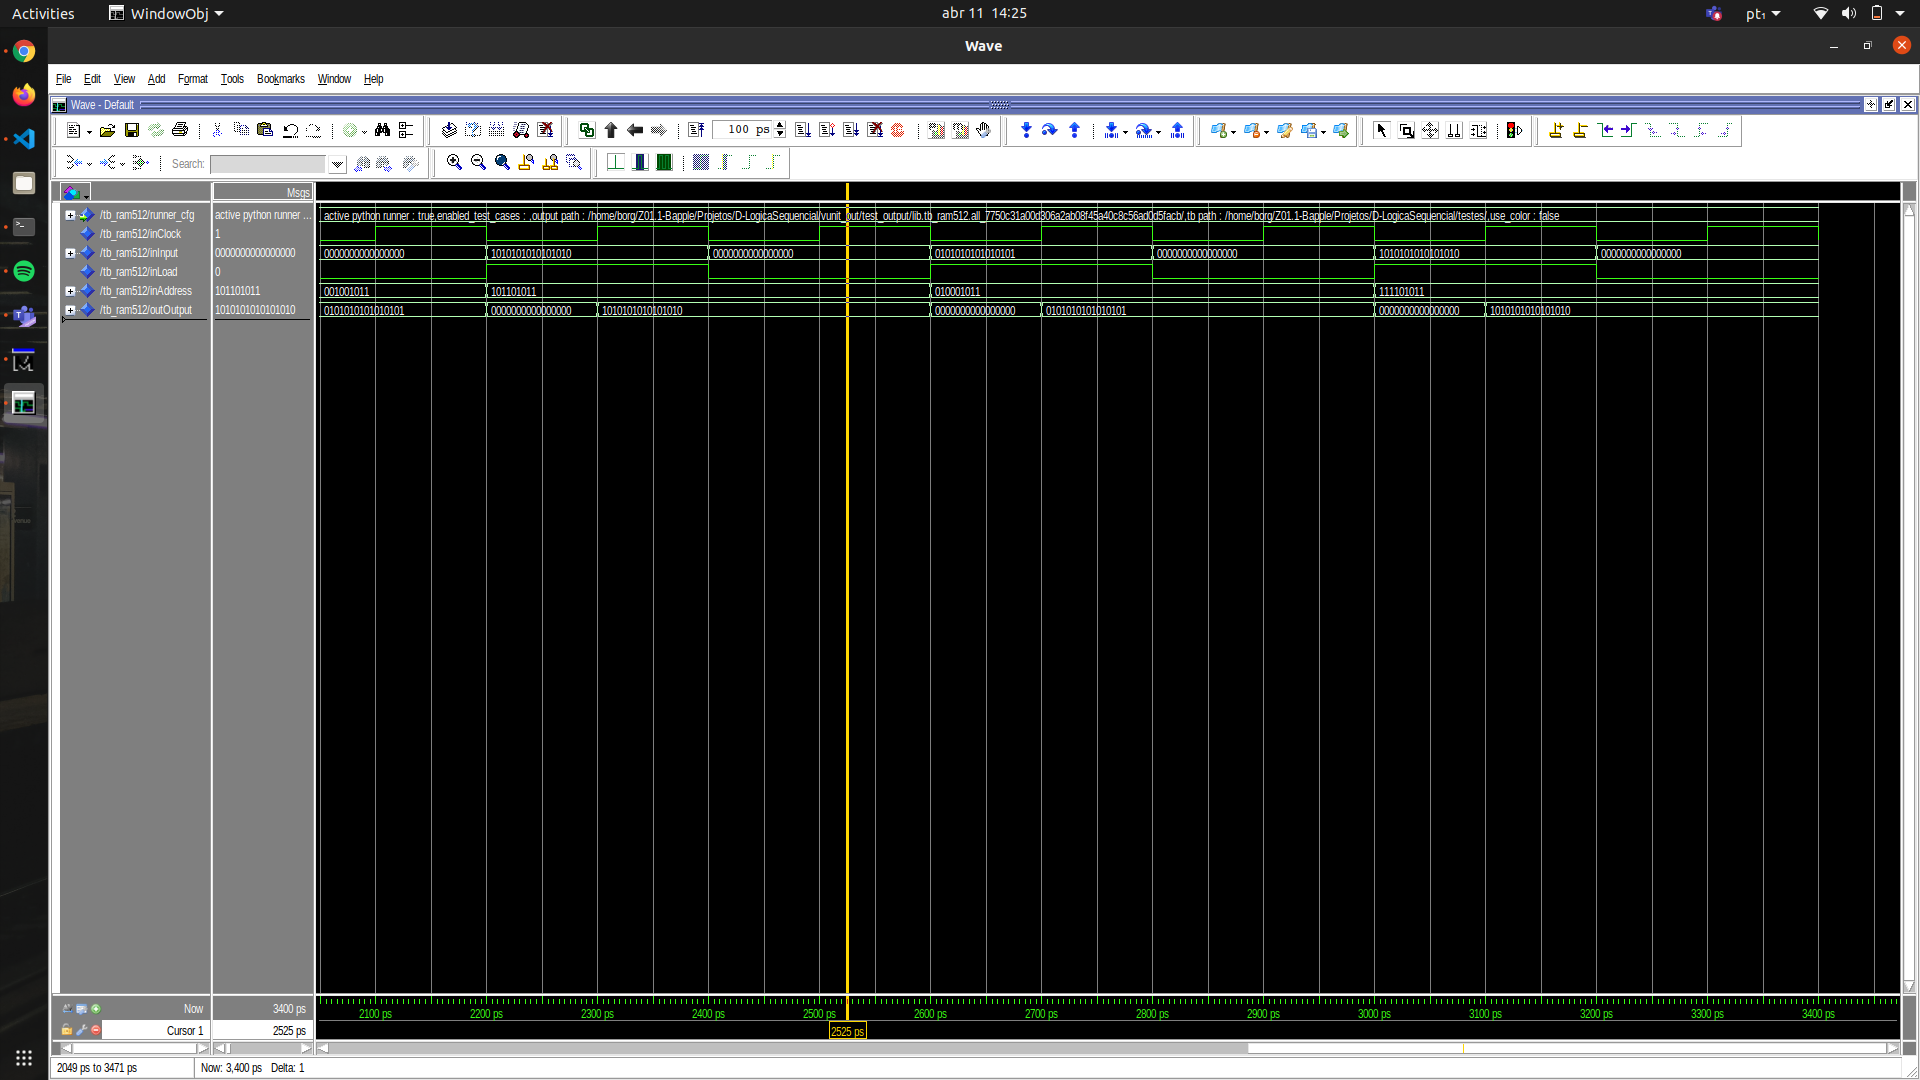 Activities WindowObj abr 11 14:25 pt₁
Wave
File Edit View Add Format Tools Bookmarks Window Help
Wave - Default
100 ps
Search:
Msgs
/tb_ram512/runner_cfg active python runner ... active python runner : true,enabled_test_cases : ,output path : /home/borg/Z01.1-Bapple/Projetos/D-LogicaSequencial/vunit_out/test_output/lib.tb_ram512.all_7750c31a00d306a2ab08f45a40c8c56ad0d5facb/,tb path : /home/borg/Z01.1-Bapple/Projetos/D-LogicaSequencial/testes/,use_color : false
/tb_ram512/inClock 1
/tb_ram512/inInput 0000000000000000 0000000000000000 1010101010101010 0000000000000000 0101010101010101 0000000000000000 1010101010101010 0000000000000000
/tb_ram512/inLoad 0
/tb_ram512/inAddress 101101011 001001011 101101011 010001011 111101011
/tb_ram512/outOutput 1010101010101010 0101010101010101 0000000000000000 1010101010101010 0000000000000000 0101010101010101 0000000000000000 1010101010101010
Now 3400 ps 2100 ps 2200 ps 2300 ps 2400 ps 2500 ps 2600 ps 2700 ps 2800 ps 2900 ps 3000 ps 3100 ps 3200 ps 3300 ps 3400 ps
Cursor 1 2525 ps 2525 ps
2049 ps to 3471 ps Now: 3,400 ps Delta: 1